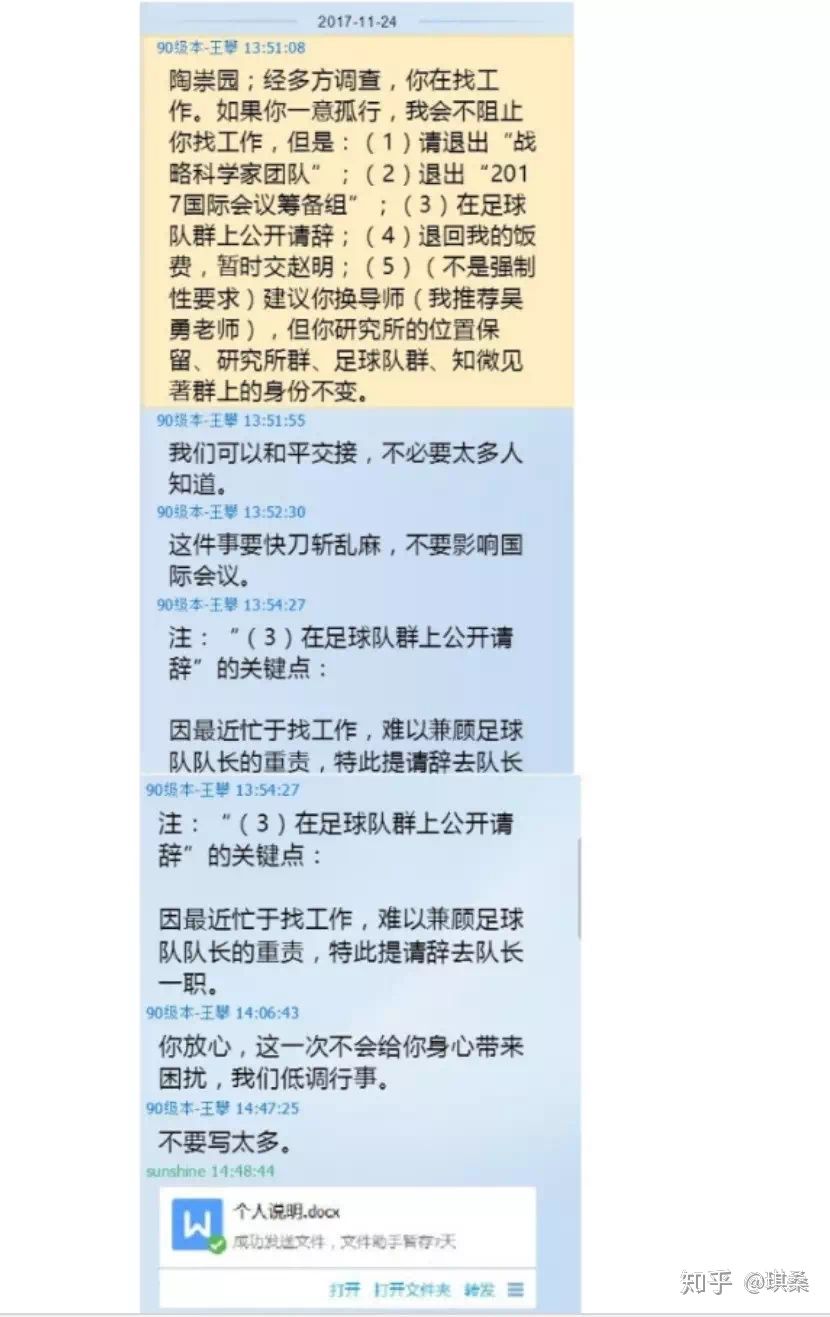 2017-11-24
90级本-王攀 13:51:08
陶崇园；经多方调查，你在找工
作。如果你一意孤行，我会不阻止
你找工作，但是：（1）请退出“战
略科学家团队”；（2）退出“201
7国际会议筹备组”；（3）在足球
队群上公开请辞；（4）退回我的饭
费，暂时交赵明；（5）（不是强制
性要求）建议你换导师（我推荐吴
勇老师），但你研究所的位置保
留、研究所群、足球队群、知微见
著群上的身份不变。
90级本-王攀 13:51:55
我们可以和平交接，不必要太多人
知道。
90级本-王攀 13:52:30
这件事要快刀斩乱麻，不要影响国
际会议。
90级本-王攀 13:54:27
注：“（3）在足球队群上公开请
辞”的关键点：
因最近忙于找工作，难以兼顾足球
队队长的重责，特此提请辞去队长
90级本-王攀 13:54:27
注：“（3）在足球队群上公开请
辞”的关键点：
因最近忙于找工作，难以兼顾足球
队队长的重责，特此提请辞去队长
一职。
90级本-王攀 14:06:43
你放心，这一次不会给你身心带来
困扰，我们低调行事。
90级本-王攀 14:47:25
不要写太多。
sunshine 14:48:44
W 个人说明.docx
成功发送文件，文件助手暂存7天
打开 打开文件夹 转发
知乎 @琪桑